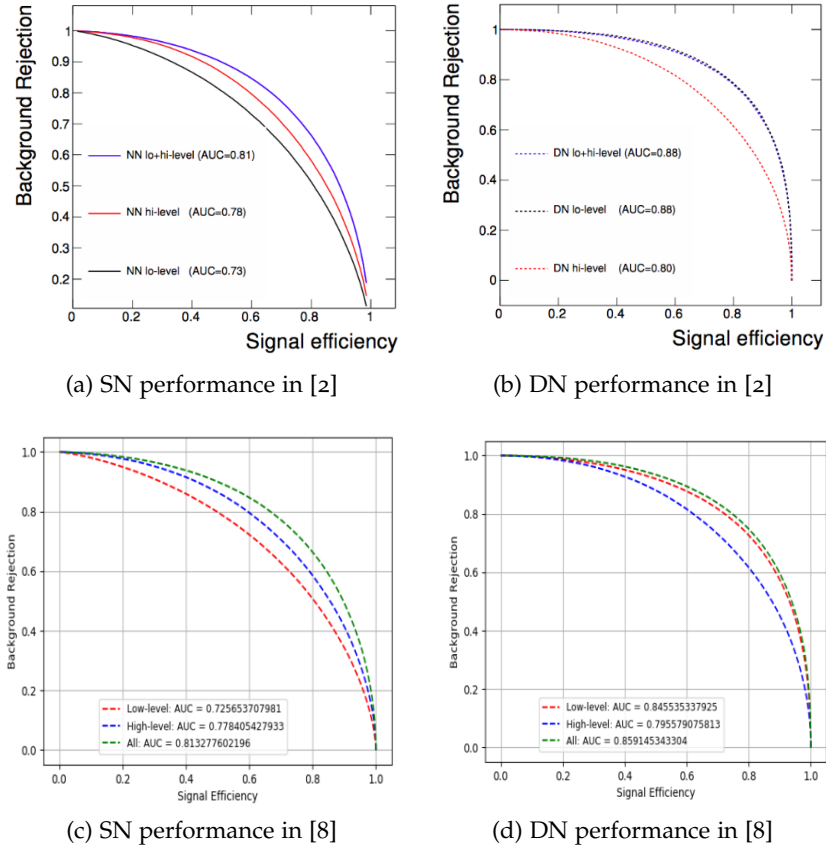 Background Rejection
1
0.9
0.8
0.7
0.6
0.5
0.4
0.3
0.2
NN lo+hi-level (AUC=0.81)
NN hi-level (AUC=0.78)
NN lo-level (AUC=0.73)
0 0.2 0.4 0.6 0.8 1
Signal efficiency
(a) SN performance in [2]
Background Rejection
1
0.8
0.6
0.4
0.2
0
DN lo+hi-level (AUC=0.88)
DN lo-level (AUC=0.88)
DN hi-level (AUC=0.80)
0 0.2 0.4 0.6 0.8 1
Signal efficiency
(b) DN performance in [2]
Background Rejection
1.0
0.8
0.6
0.4
0.2
0.0
Low-level: AUC = 0.725653707981
High-level: AUC = 0.778405427933
All: AUC = 0.813277602196
0.0 0.2 0.4 0.6 0.8 1.0
Signal Efficiency
(c) SN performance in [8]
Background Rejection
1.0
0.8
0.6
0.4
0.2
0.0
Low-level: AUC = 0.845535337925
High-level: AUC = 0.795579075813
All: AUC = 0.859145343304
0.0 0.2 0.4 0.6 0.8 1.0
Signal Efficiency
(d) DN performance in [8]